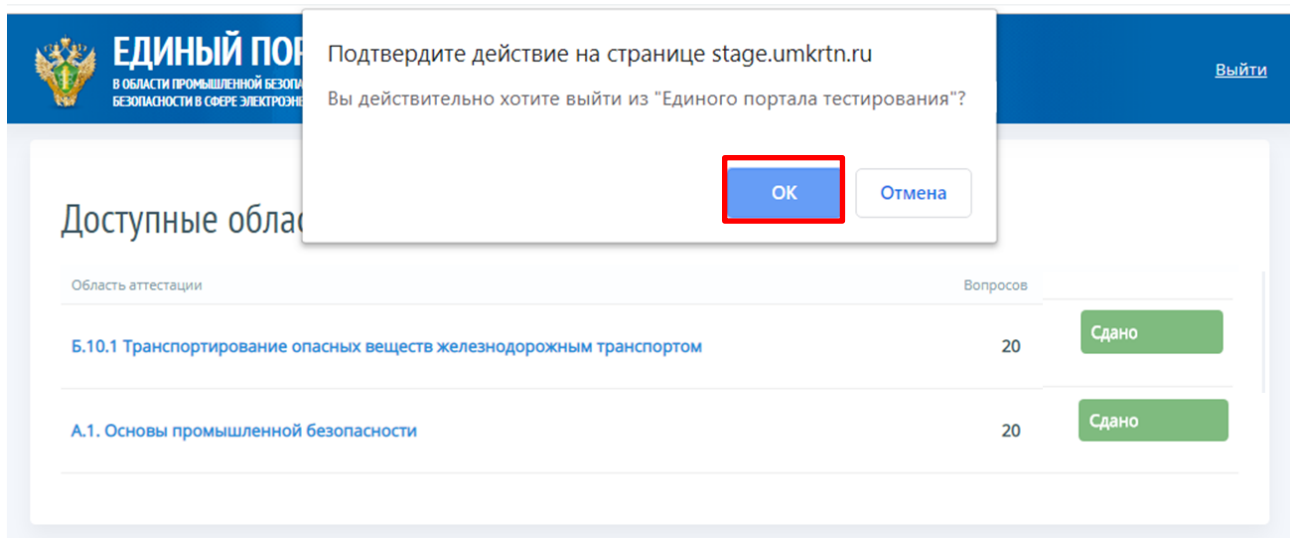 ЕДИНЫЙ ПОР
В ОБЛАСТИ ПРОМЫШЛЕННОЙ БЕЗОПА
БЕЗОПАСНОСТИ В СФЕРЕ ЭЛЕКТРОЭНЕ
Подтвердите действие на странице stage.umkrtn.ru
Вы действительно хотите выйти из "Единого портала тестирования"?
ОК Отмена
Выйти
Доступные облас
Область аттестации Вопросов
Б.10.1 Транспортирование опасных веществ железнодорожным транспортом 20 Сдано
А.1. Основы промышленной безопасности 20 Сдано